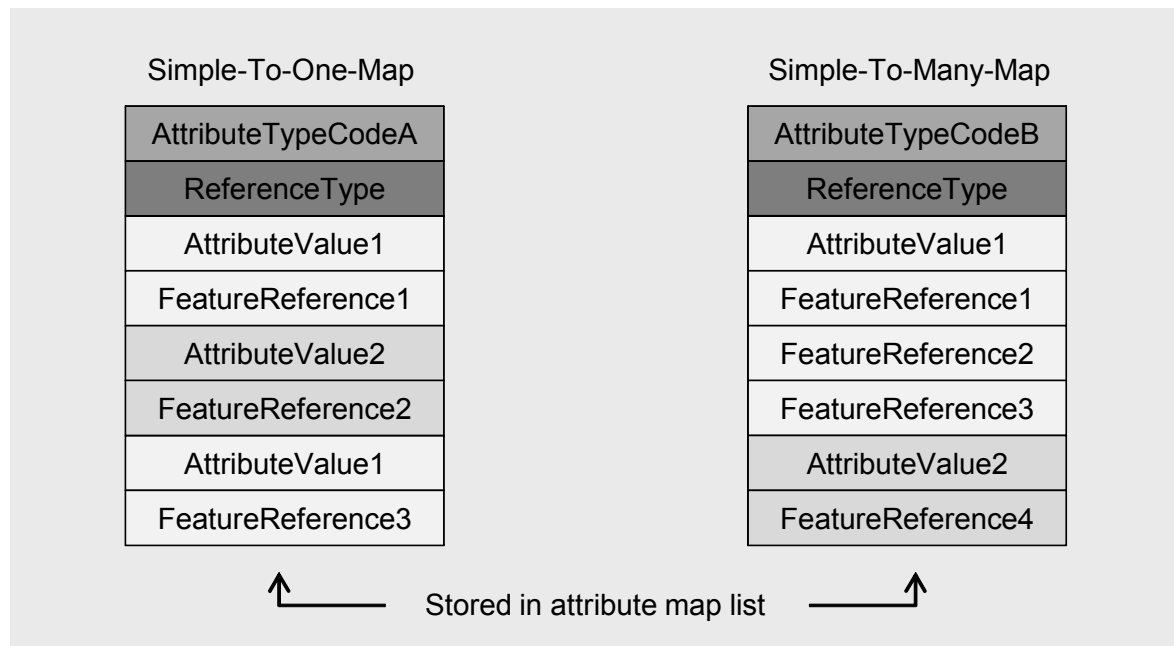 Simple-To-One-Map
AttributeTypeCodeA
ReferenceType
AttributeValue1
FeatureReference1
AttributeValue2
FeatureReference2
AttributeValue1
FeatureReference3
Simple-To-Many-Map
AttributeTypeCodeB
ReferenceType
AttributeValue1
FeatureReference1
FeatureReference2
FeatureReference3
AttributeValue2
FeatureReference4
Stored in attribute map list